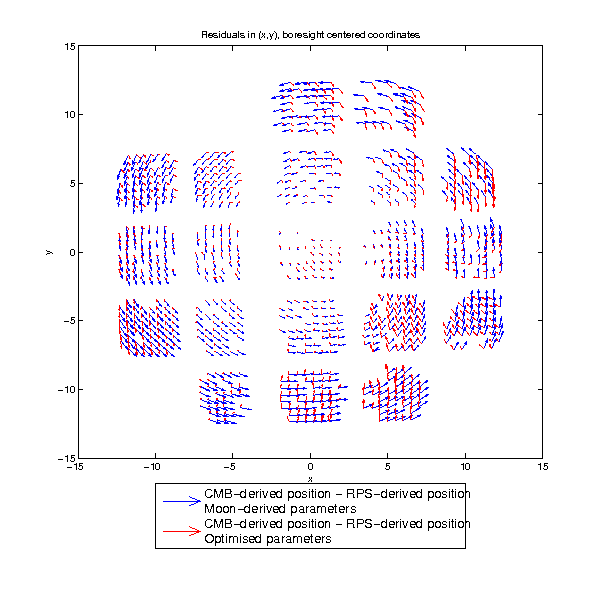 Residuals in (x,y), boresight centered coordinates
15
10
5
0
−5
−10
−15
y
−15
−10
−5
0
5
10
15
x
CMB−derived position − RPS−derived position
Moon−derived parameters
CMB−derived position − RPS−derived position
Optimised parameters